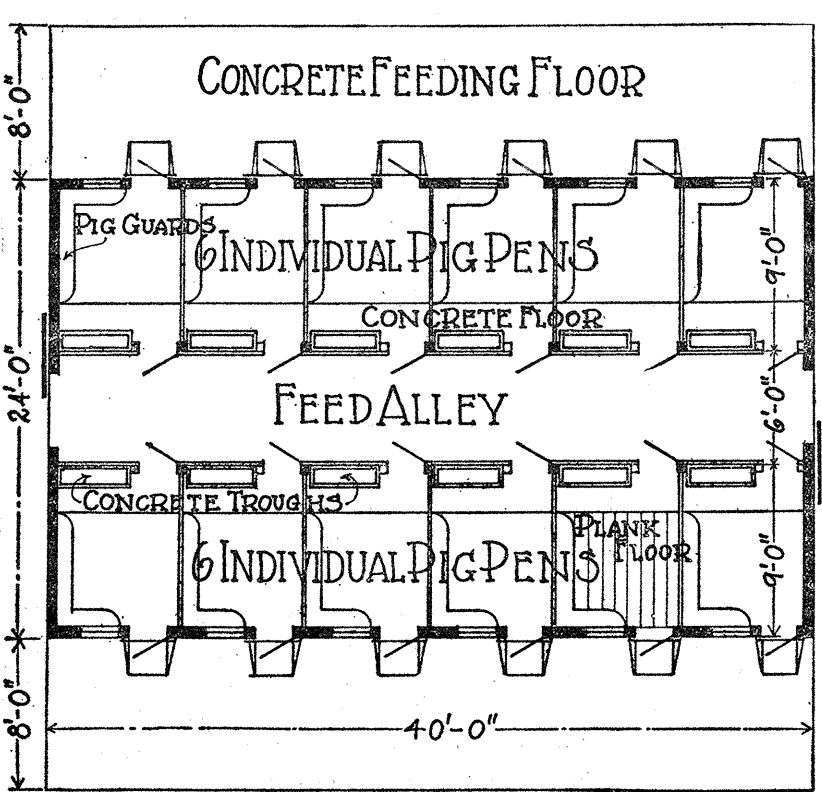 CONCRETE FEEDING FLOOR
8'-0"
PIG GUARDS
6 INDIVIDUAL PIG PENS
9'-0"
CONCRETE FLOOR
24'-0"
FEED ALLEY
6'-0"
CONCRETE TROUGHS
PLANK
FLOOR
6 INDIVIDUAL PIG PENS
9'-0"
8'-0"
40'-0"